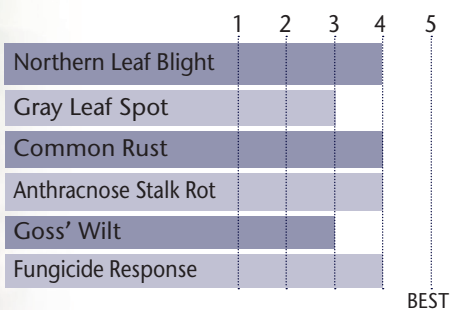 1 2 3 4 5
Northern Leaf Blight
Gray Leaf Spot
Common Rust
Anthracnose Stalk Rot
Goss’ Wilt
Fungicide Response
BEST